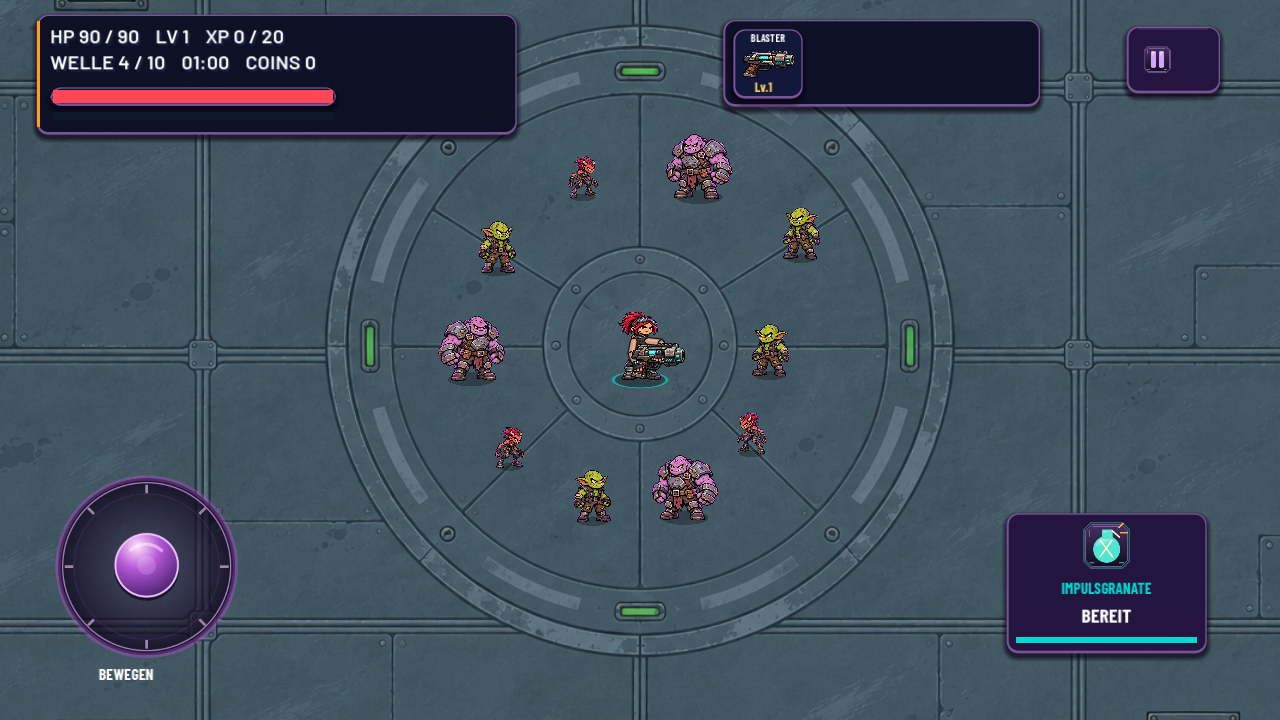 HP 90 / 90 LV 1 XP 0 / 20
WELLE 4 / 10 01:00 COINS 0
BLASTER
Lv.1
BEWEGEN
IMPULSGRANATE
BEREIT